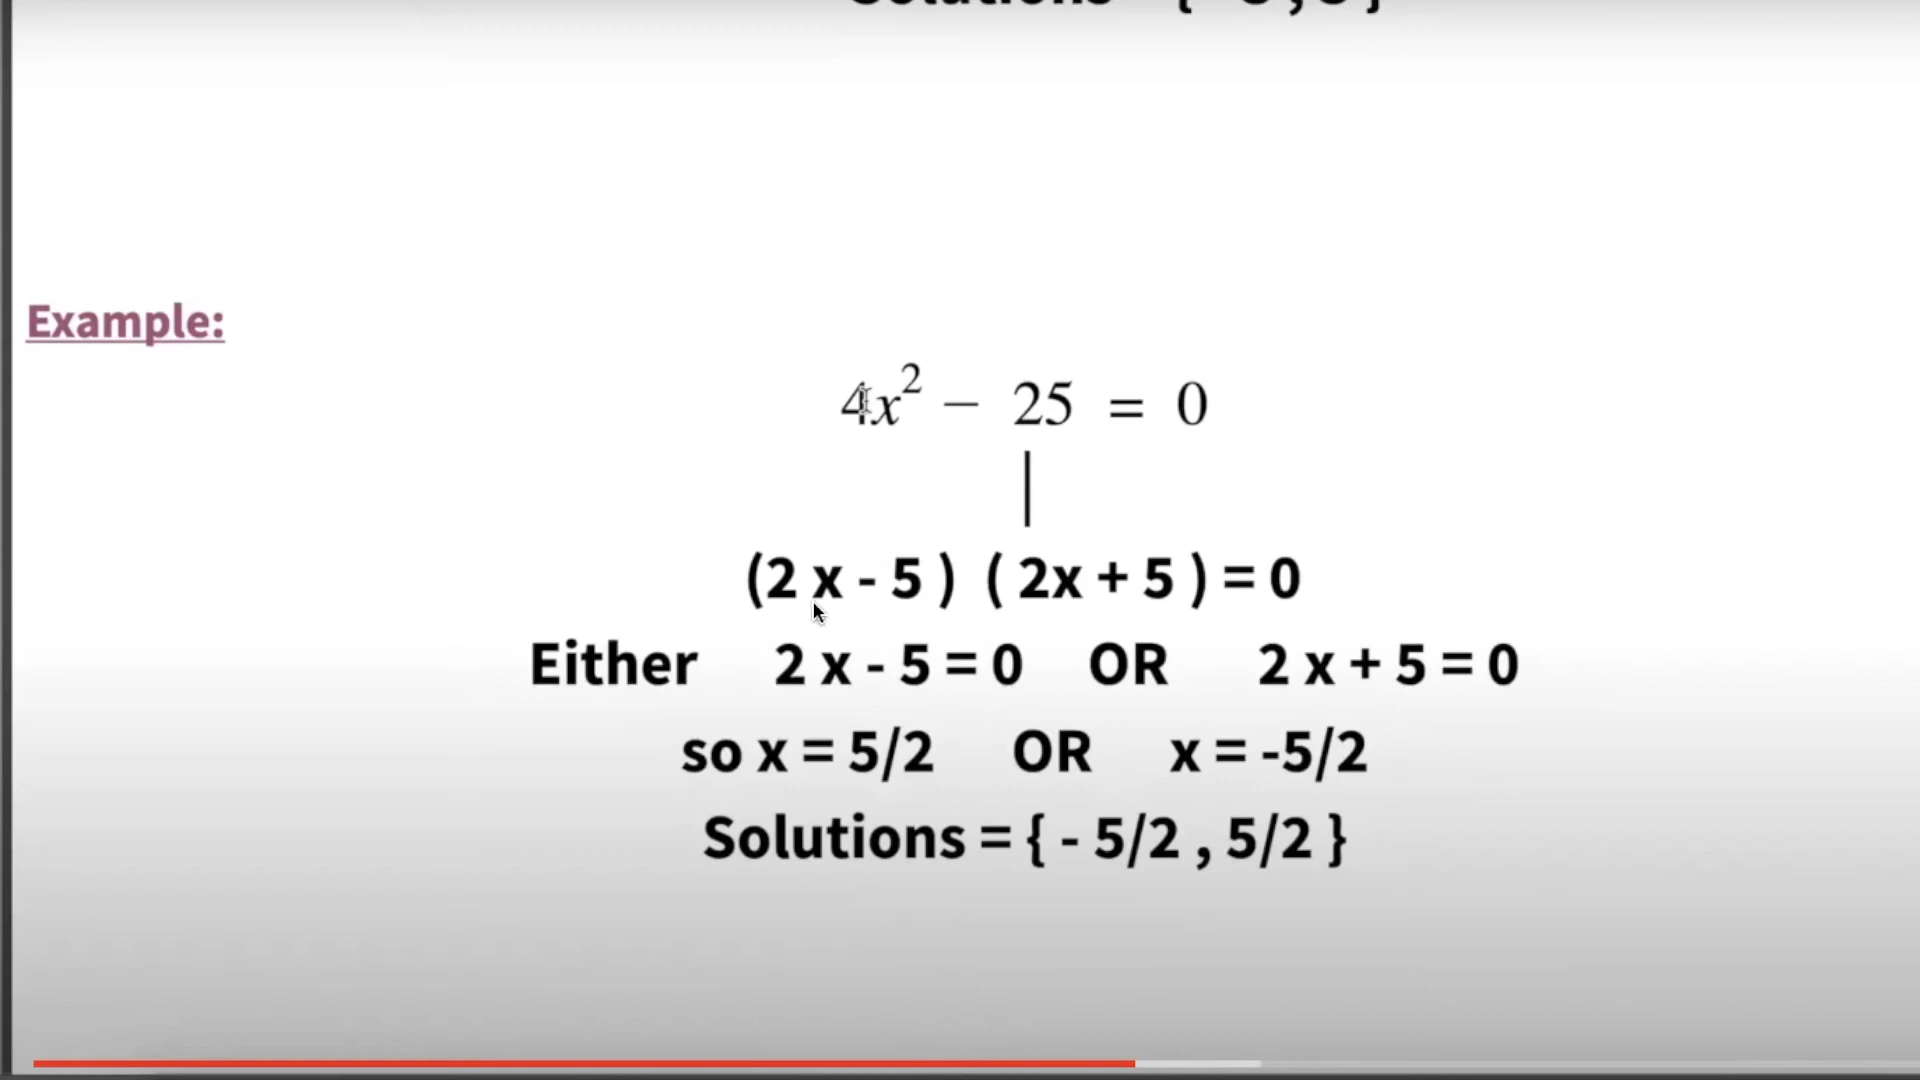 Solutions
Example:
4x² − 25 = 0
(2 x - 5 ) ( 2x + 5 ) = 0
Either 2 x - 5 = 0 OR 2 x + 5 = 0
so x = 5/2 OR x = -5/2
Solutions = { - 5/2 , 5/2 }